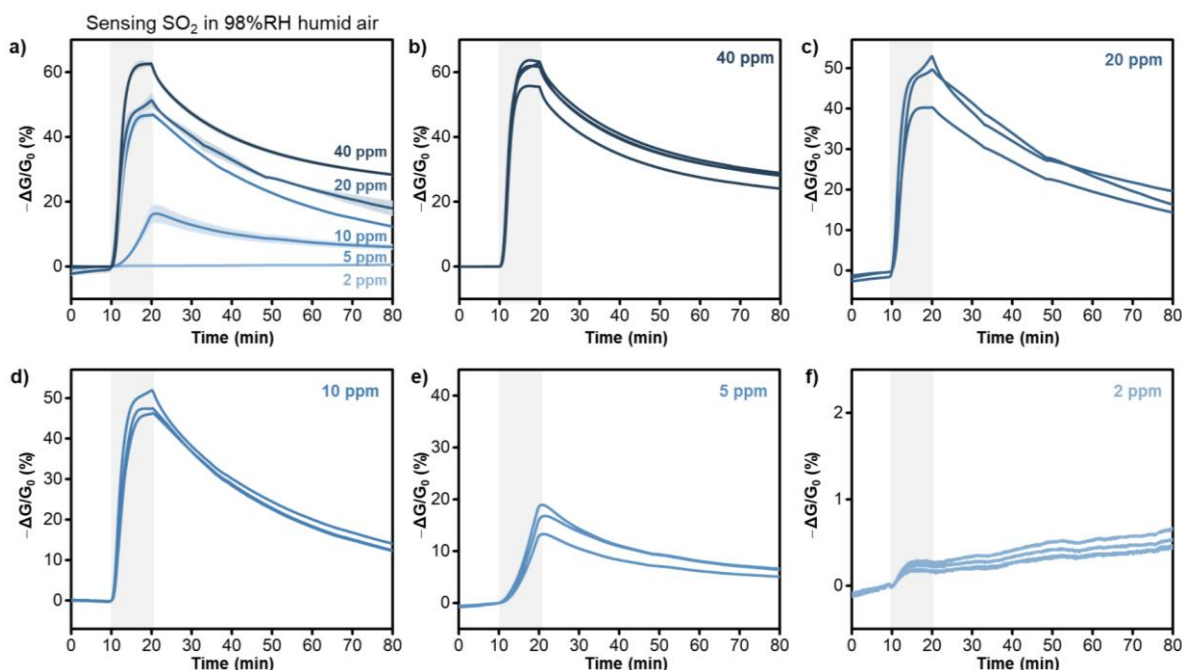 Sensing SO2 in 98%RH humid air
a)
−ΔG/G0 (%)
60
40
20
0
40 ppm
20 ppm
10 ppm
5 ppm
2 ppm
0 10 20 30 40 50 60 70 80
Time (min)
b)
40 ppm
−ΔG/G0 (%)
60
40
20
0
0 10 20 30 40 50 60 70 80
Time (min)
c)
20 ppm
−ΔG/G0 (%)
50
40
30
20
10
0
0 10 20 30 40 50 60 70 80
Time (min)
d)
10 ppm
−ΔG/G0 (%)
50
40
30
20
10
0
0 10 20 30 40 50 60 70 80
Time (min)
e)
5 ppm
−ΔG/G0 (%)
40
30
20
10
0
0 10 20 30 40 50 60 70 80
Time (min)
f)
2 ppm
−ΔG/G0 (%)
2
1
0
0 10 20 30 40 50 60 70 80
Time (min)